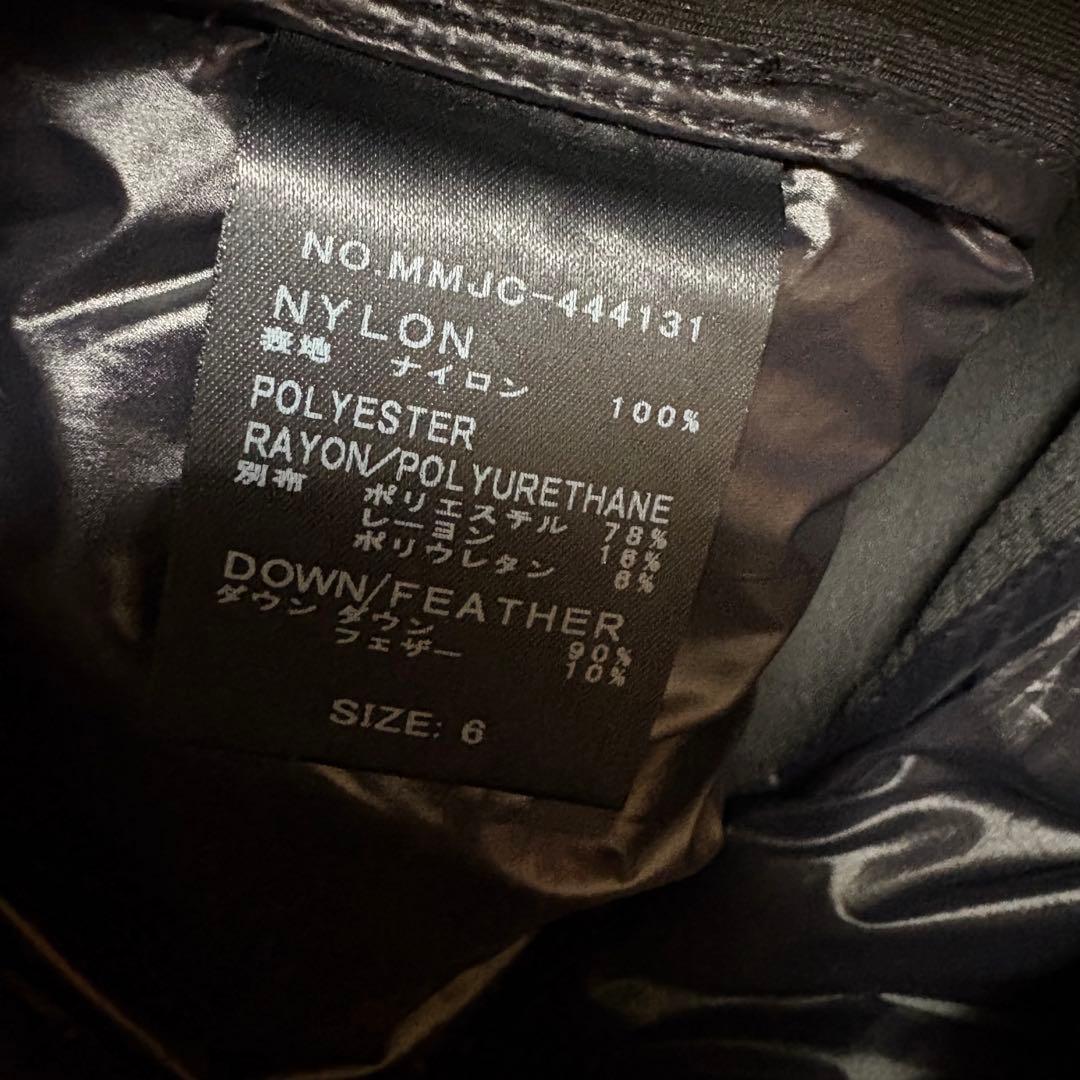 NO.MMJC-444131
NYLON
表地 ナイロン 100%
POLYESTER
RAYON/POLYURETHANE
別布 ポリエステル 78%
レーヨン 16%
ポリウレタン 6%
DOWN/FEATHER
ダウン ダウン 90%
フェザー 10%
SIZE: 6